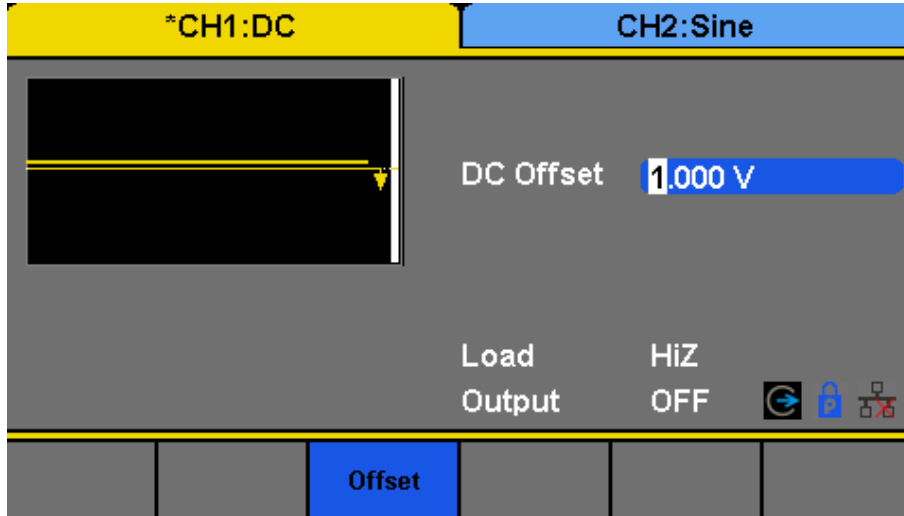 *CH1:DC
CH2:Sine
DC Offset 1.000 V
Load HiZ
Output OFF
P
Offset